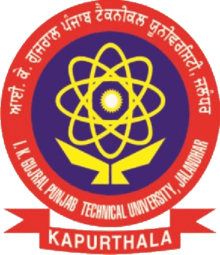 ਆਈ. ਕੇ. ਗੁਜਰਾਲ ਪੰਜਾਬ ਟੈਕਨੀਕਲ ਯੂਨੀਵਰਸਿਟੀ, ਜਲੰਧਰ
I. K. GUJRAL PUNJAB TECHNICAL UNIVERSITY, JALANDHAR
KAPURTHALA